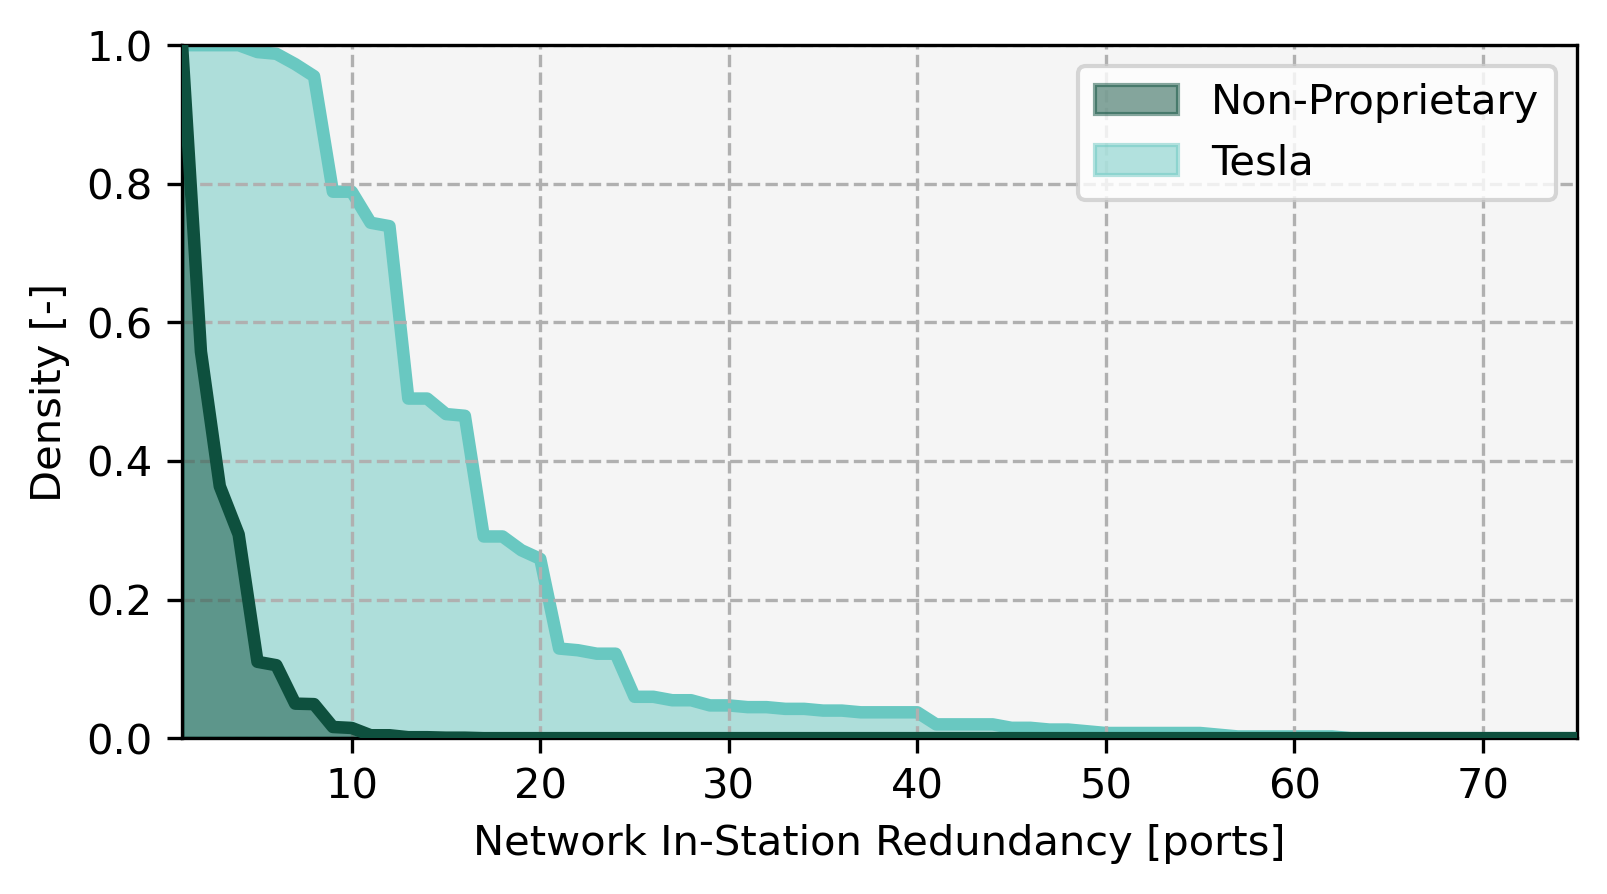 1.0
0.8
0.6
0.4
0.2
0.0
Density [-]
Non-Proprietary
Tesla
10 20 30 40 50 60 70
Network In-Station Redundancy [ports]